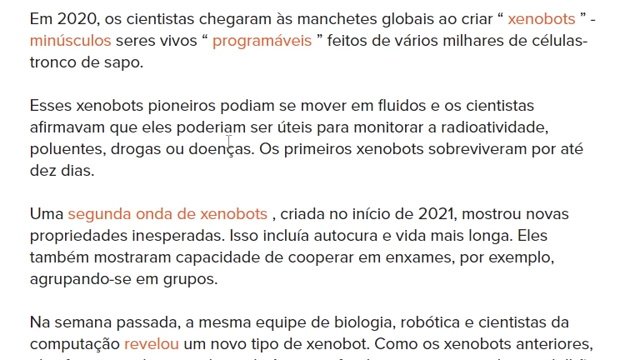 Em 2020, os cientistas chegaram às manchetes globais ao criar “ xenobots ” -
minúsculos seres vivos “ programáveis ” feitos de vários milhares de células-
tronco de sapo.
Esses xenobots pioneiros podiam se mover em fluidos e os cientistas
afirmavam que eles poderiam ser úteis para monitorar a radioatividade,
poluentes, drogas ou doenças. Os primeiros xenobots sobreviveram por até
dez dias.
Uma segunda onda de xenobots , criada no início de 2021, mostrou novas
propriedades inesperadas. Isso incluía autocura e vida mais longa. Eles
também mostraram capacidade de cooperar em enxames, por exemplo,
agrupando-se em grupos.
Na semana passada, a mesma equipe de biologia, robótica e cientistas da
computação revelou um novo tipo de xenobot. Como os xenobots anteriores,